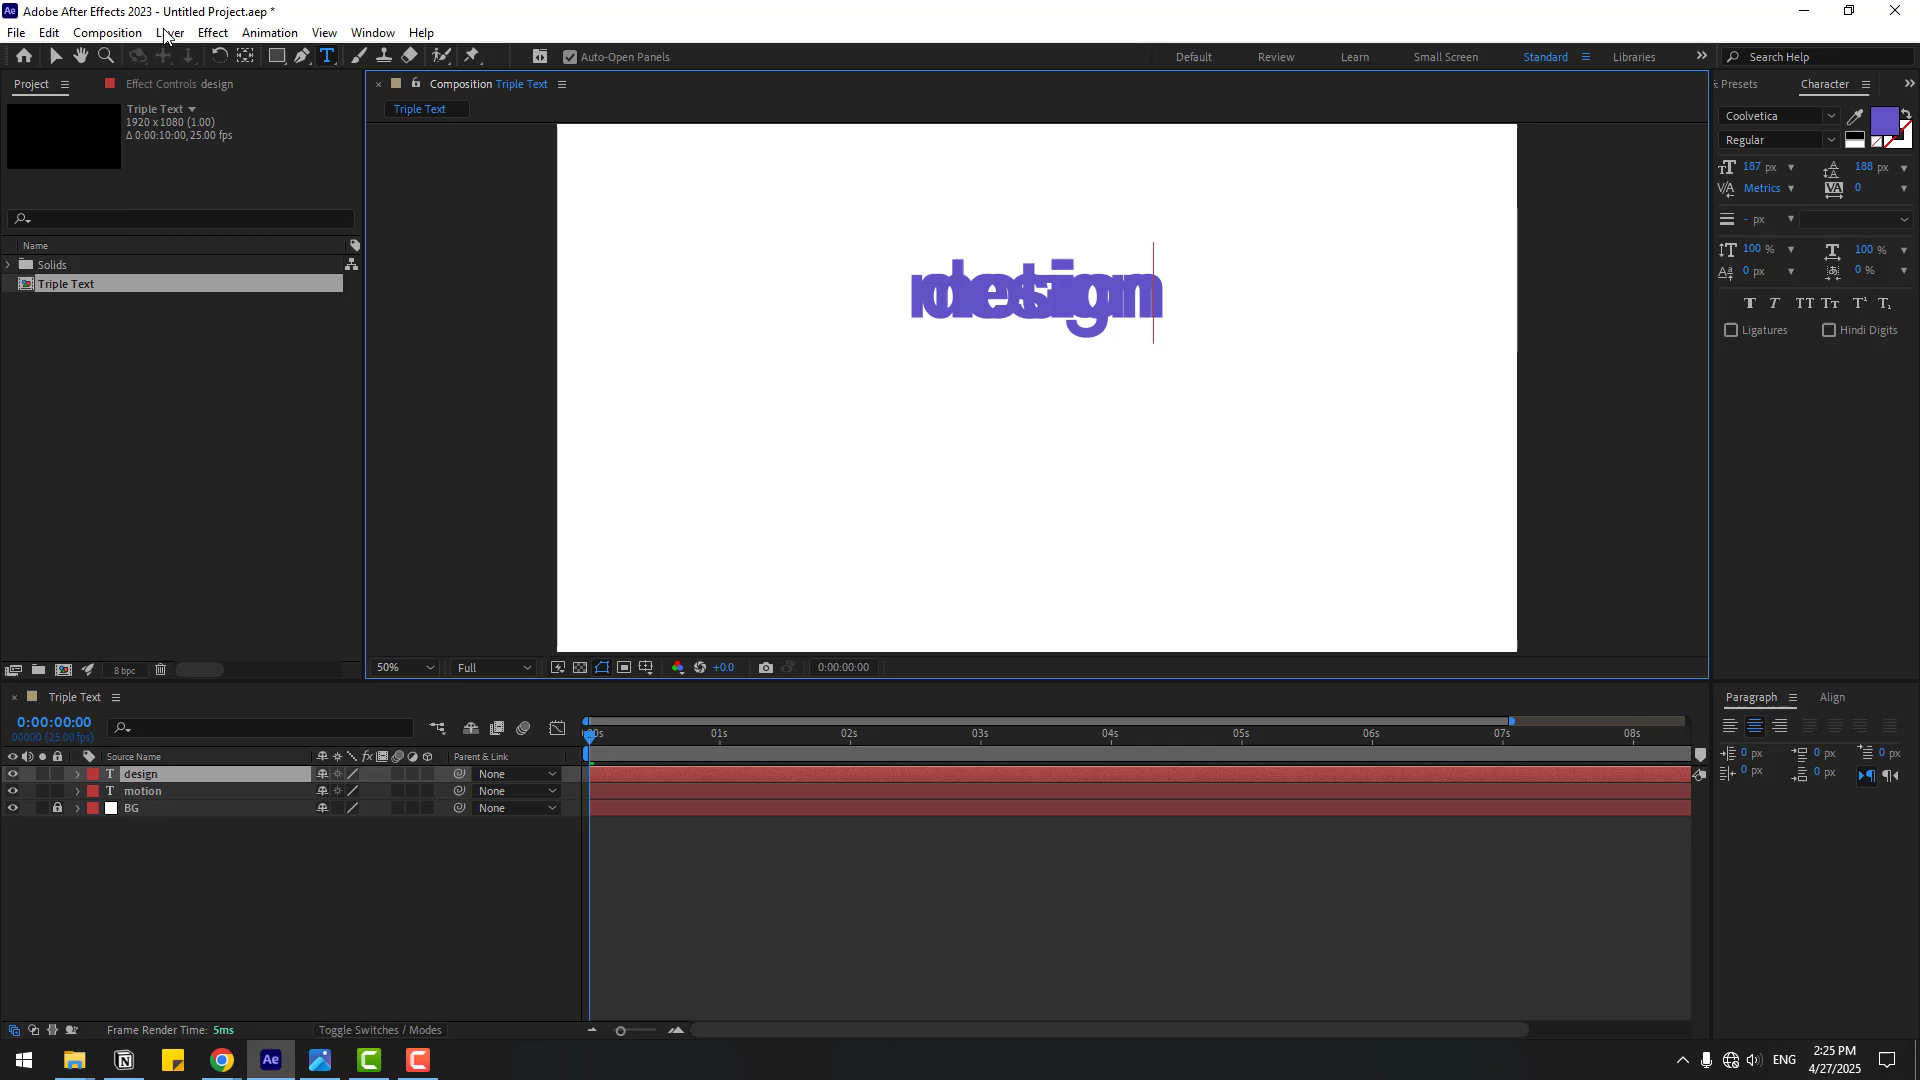 Adobe After Effects 2023 - Untitled Project.aep *
File Edit Composition Layer Effect Animation View Window Help
Auto-Open Panels Default Review Learn Small Screen Standard Libraries Search Help
Project Effect Controls design
Composition Triple Text
Presets Character
Triple Text
1920 x 1080 (1.00)
Δ 0:00:10:00, 25.00 fps
Triple Text
Coolvetica
Regular
187 px 188 px
Metrics 0
- px
100 % 100 %
0 px 0 %
Ligatures Hindi Digits
Name
Solids
Triple Text
design
8 bpc
50% Full +0.0 0:00:00:00
Triple Text
0:00:00:00
00000 (25.00 fps)
:00s 01s 02s 03s 04s 05s 06s 07s 08s
Source Name Parent & Link
design None
motion None
BG None
Paragraph Align
0 px 0 px 0 px
0 px 0 px
Frame Render Time: 5ms Toggle Switches / Modes
ENG 2:25 PM
4/27/2025